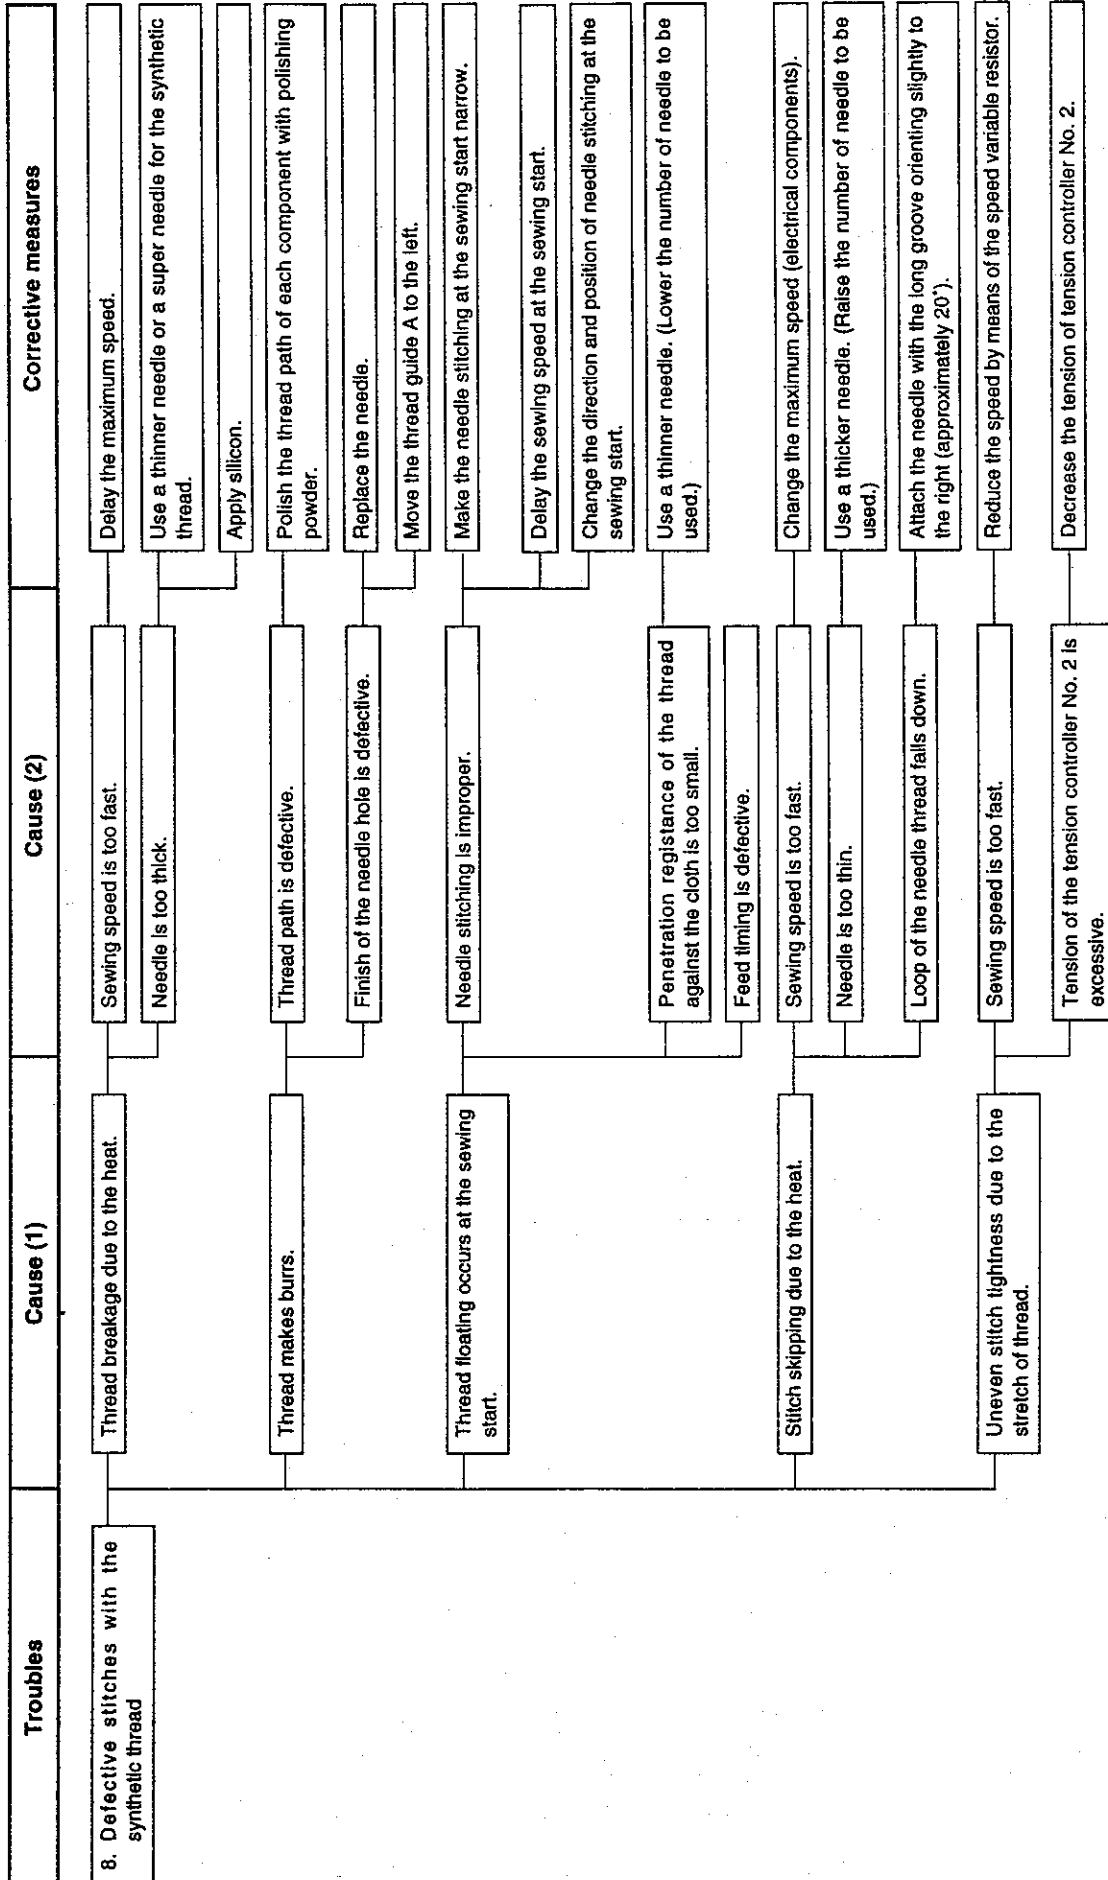 Troubles
Cause (1)
Cause (2)
Corrective measures
8. Defective stitches with the
synthetic thread
Thread breakage due to the heat.
Sewing speed is too fast.
Delay the maximum speed.
Needle is too thick.
Use a thinner needle or a super needle for the synthetic
thread.
Apply silicon.
Thread makes burrs.
Thread path is defective.
Polish the thread path of each component with polishing
powder.
Finish of the needle hole is defective.
Replace the needle.
Move the thread guide A to the left.
Thread floating occurs at the sewing
start.
Needle stitching is improper.
Make the needle stitching at the sewing start narrow.
Delay the sewing speed at the sewing start.
Change the direction and position of needle stitching at the
sewing start.
Penetration registance of the thread
against the cloth is too small.
Use a thinner needle. (Lower the number of needle to be
used.)
Feed timing is defective.
Stitch skipping due to the heat.
Sewing speed is too fast.
Change the maximum speed (electrical components).
Needle is too thin.
Use a thicker needle. (Raise the number of needle to be
used.)
Loop of the needle thread falls down.
Attach the needle with the long groove orienting slightly to
the right (approximately 20°).
Uneven stitch tightness due to the
stretch of thread.
Sewing speed is too fast.
Reduce the speed by means of the speed variable resistor.
Tension of the tension controller No. 2 is
excessive.
Decrease the tension of tension controller No. 2.